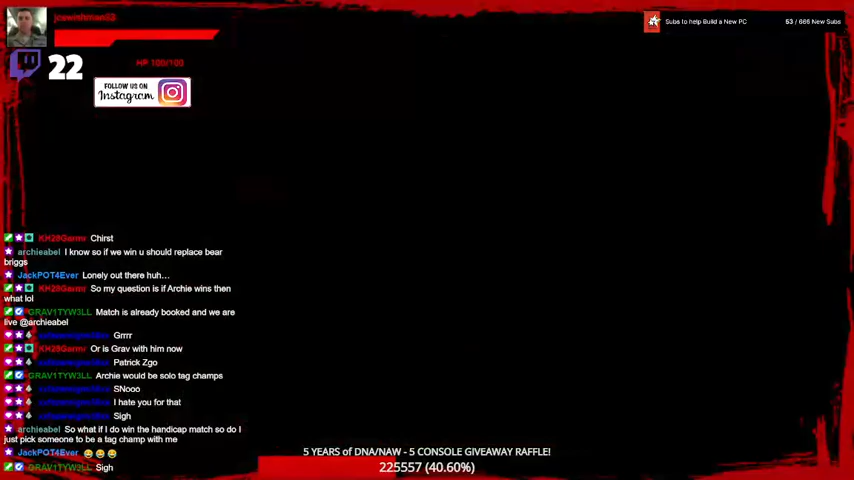 Subs to help Build a New PC
53 / 666 New Subs
22
HP 100/100
FOLLOW US ON
Instagram
KH28Garmi Chirst
archieabel I know so if we win u should replace bear
briggs
JackPOT4Ever Lonely out there huh...
KH28Garmi So my question is if Archie wins then
what lol
GRAV1TYW3LL Match is already booked and we are
live @archieabel
Grrrr
KH28Garmi Or is Grav with him now
Patrick Zgo
GRAV1TYW3LL Archie would be solo tag champs
SNooo
I hate you for that
Sigh
archieabel So what if I do win the handicap match so do I
just pick someone to be a tag champ with me
JackPOT4Ever 😂😂😂
GRAV1TYW3LL Sigh
5 YEARS of DNA/NAW - 5 CONSOLE GIVEAWAY RAFFLE!
225557 (40.60%)